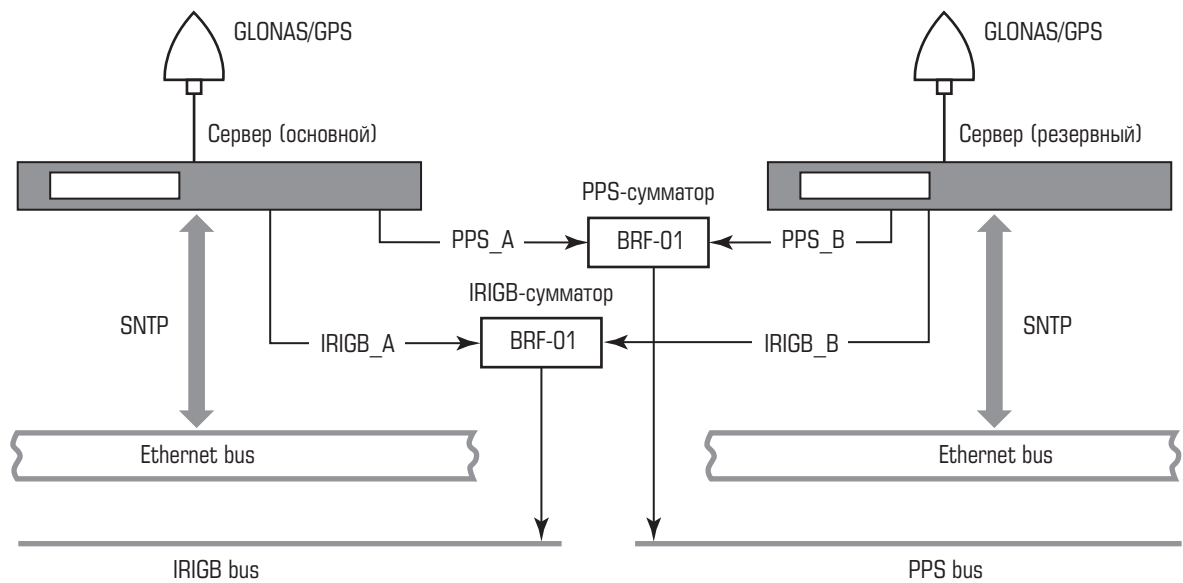 GLONAS/GPS
GLONAS/GPS
Сервер (основной)
Сервер (резервный)
PPS-сумматор
PPS_A
BRF-01
PPS_B
IRIGB-сумматор
SNTP
SNTP
IRIGB_A
BRF-01
IRIGB_B
Ethernet bus
Ethernet bus
IRIGB bus
PPS bus